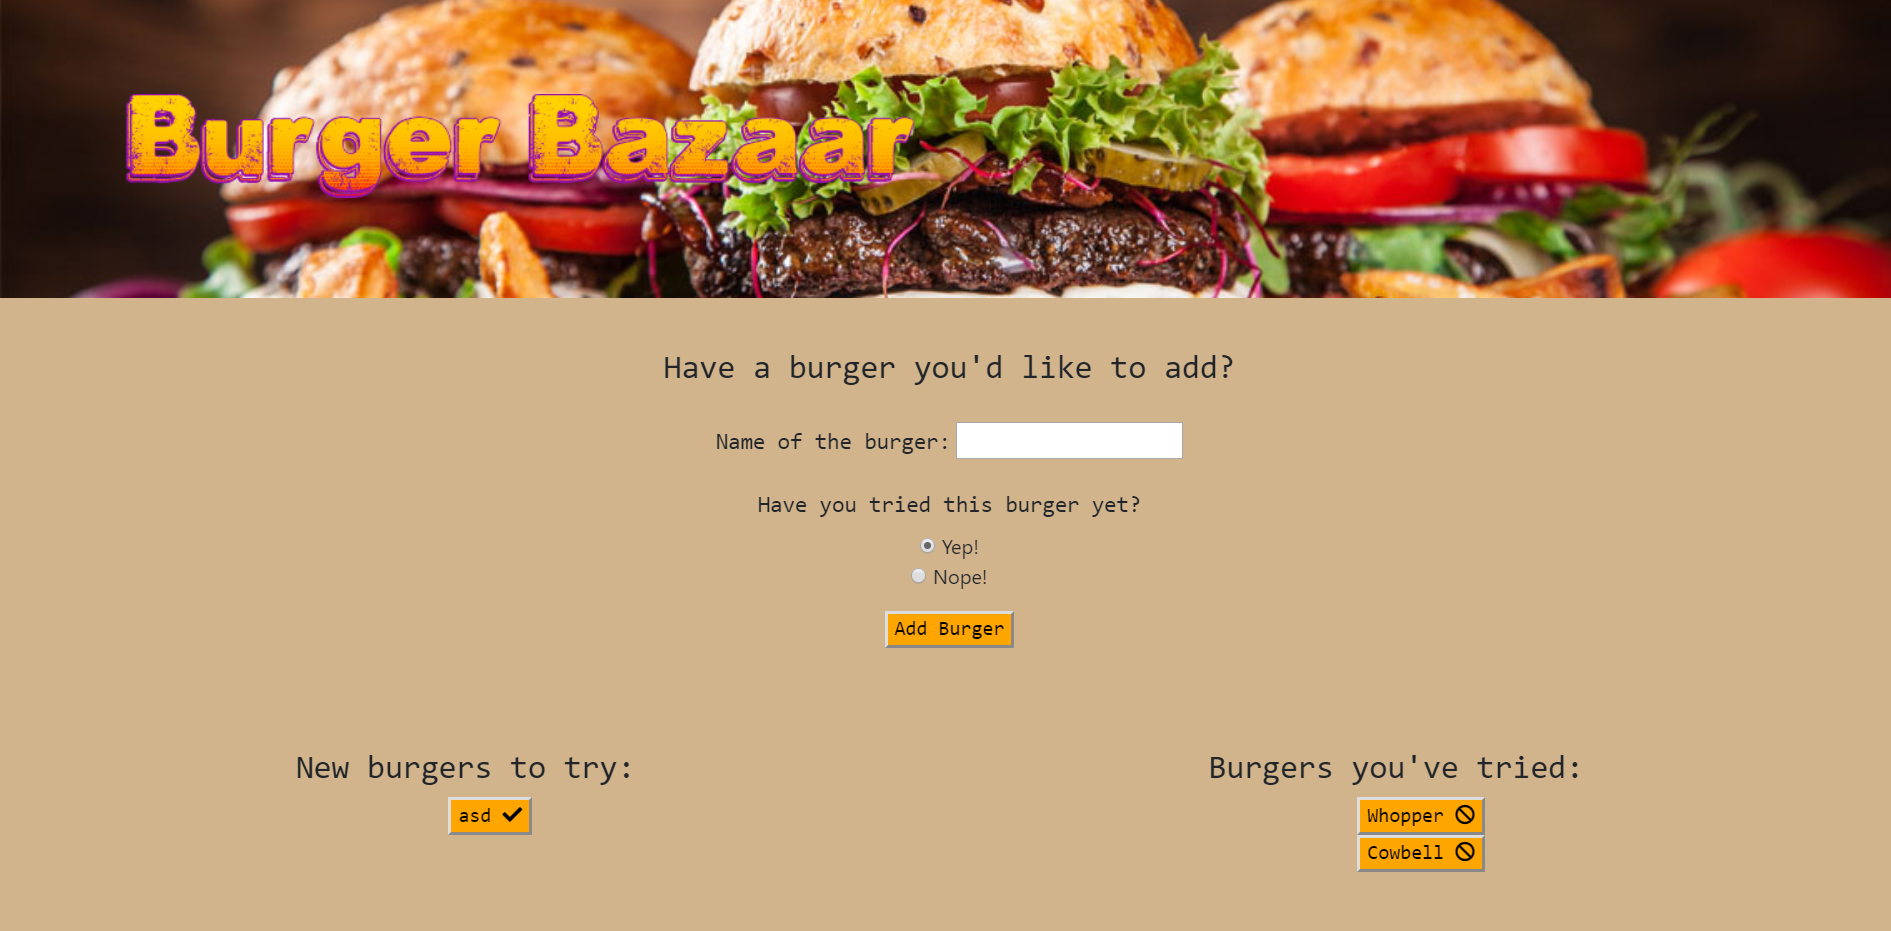 Burger Bazaar
Have a burger you'd like to add?
Name of the burger:
Have you tried this burger yet?
Yep!
Nope!
Add Burger
New burgers to try:
asd
Burgers you've tried:
Whopper
Cowbell